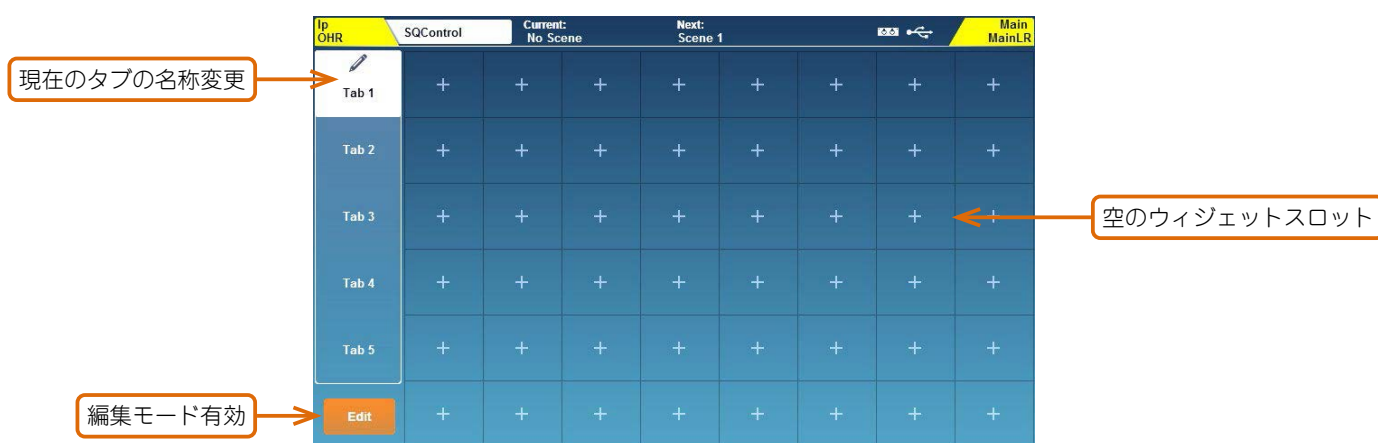 Ip
OHR
SQControl
Current:
No Scene
Next:
Scene 1
Main
MainLR
現在のタブの名称変更
Tab 1
+ + + + + + + +
Tab 2
+ + + + + + + +
Tab 3
+ + + + + + + +
空のウィジェットスロット
Tab 4
+ + + + + + + +
Tab 5
+ + + + + + + +
編集モード有効
Edit
+ + + + + + + +